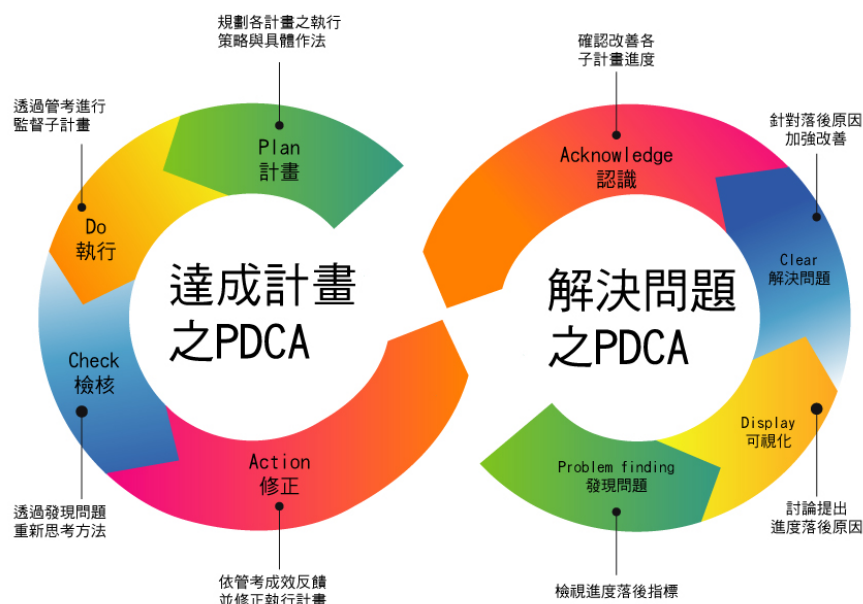 規劃各計畫之執行
策略與具體作法
Plan
計畫
透過管考進行
監督子計畫
Do
執行
Check
檢核
透過發現問題
重新思考方法
Action
修正
依管考成效反饋
並修正執行計畫
達成計畫
之PDCA
確認改善各
子計畫進度
Acknowledge
認識
針對落後原因
加強改善
Clear
解決問題
Display
可視化
討論提出
進度落後原因
Problem finding
發現問題
檢視進度落後指標
解決問題
之PDCA